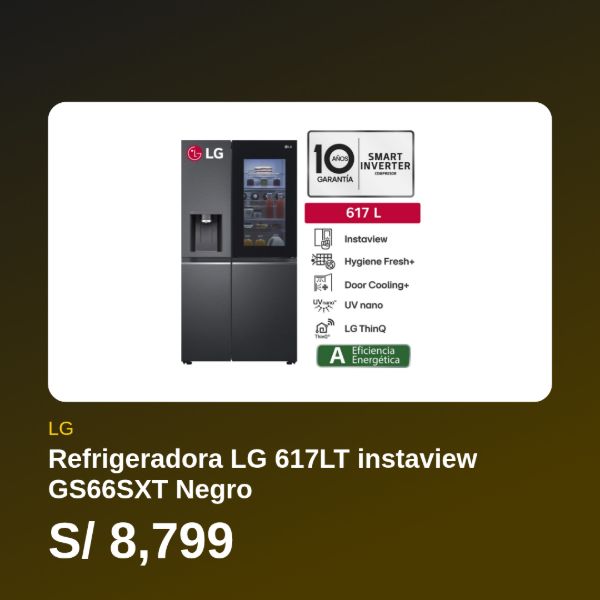 LG
10 AÑOS
GARANTÍA
SMART
INVERTER
COMPRESOR
617 L
Instaview
Hygiene Fresh+
Door Cooling+
UV nano™
UV nano
ThinQ®
LG ThinQ
A Eficiencia
Energética
LG
Refrigeradora LG 617LT instaview
GS66SXT Negro
S/ 8,799